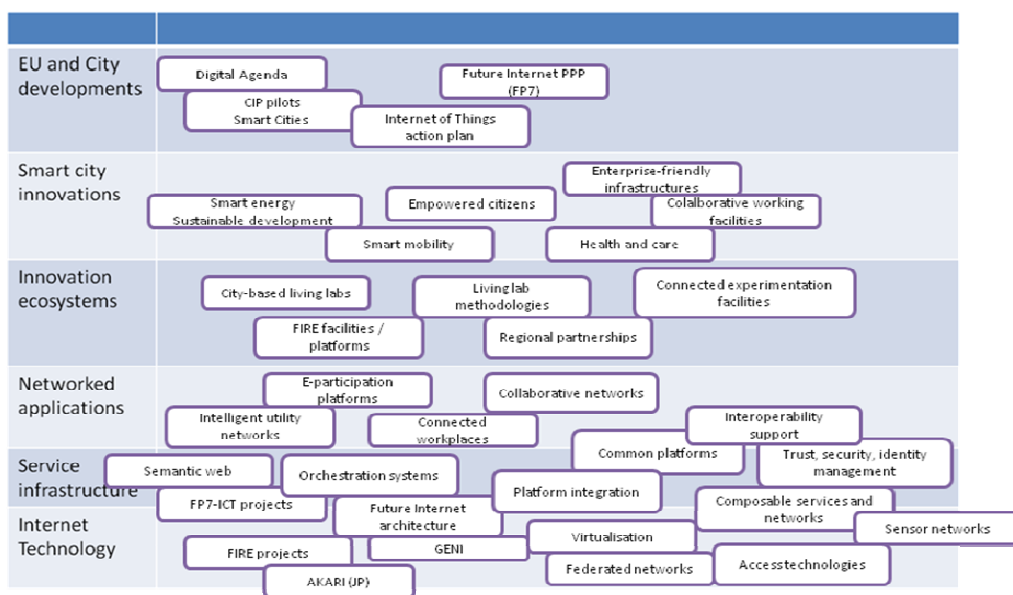 EU and City
developments
Digital Agenda
Future Internet PPP
(FP7)
CIP pilots
Smart Cities
Internet of Things
action plan
Smart city
innovations
Enterprise-friendly
infrastructures
Smart energy
Sustainable development
Empowered citizens
Colaborative working
facilities
Smart mobility
Health and care
Innovation
ecosystems
City-based living labs
Living lab
methodologies
Connected experimentation
facilities
FIRE facilities /
platforms
Regional partnerships
Networked
applications
E-participation
platforms
Collaborative networks
Intelligent utility
networks
Connected
workplaces
Interoperability
support
Common platforms
Trust, security, identity
management
Service
infrastructure
Semantic web
Orchestration systems
Platform integration
FP7-ICT projects
Future Internet
architecture
Composable services and
networks
Sensor networks
Internet
Technology
FIRE projects
GENI
Virtualisation
AKARI (JP)
Federated networks
Access technologies